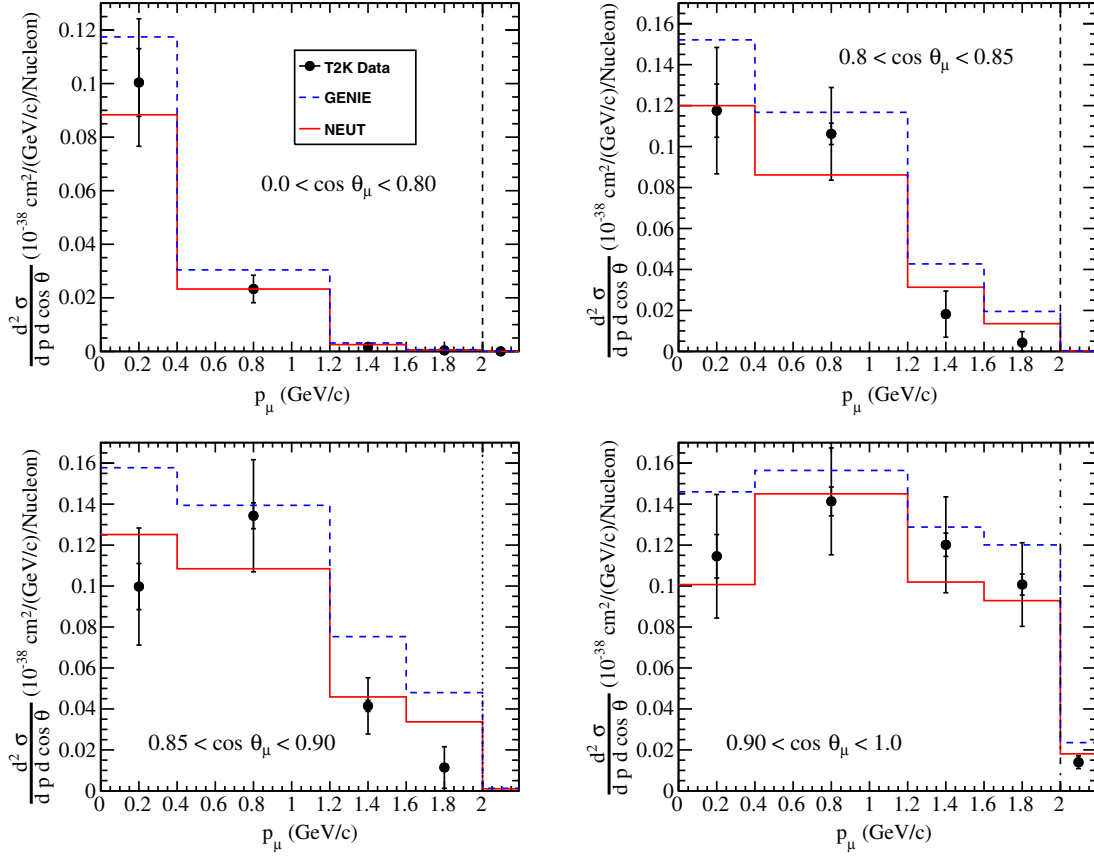 d² σ
d p d cos θ
(10⁻³⁸ cm²/(GeV/c)/Nucleon)
0.12
0.1
0.08
0.06
0.04
0.02
0
T2K Data
GENIE
NEUT
0.0 < cos θμ < 0.80
0 0.2 0.4 0.6 0.8 1 1.2 1.4 1.6 1.8 2
pμ (GeV/c)
d² σ
d p d cos θ
(10⁻³⁸ cm²/(GeV/c)/Nucleon)
0.16
0.14
0.12
0.1
0.08
0.06
0.04
0.02
0
0.8 < cos θμ < 0.85
0 0.2 0.4 0.6 0.8 1 1.2 1.4 1.6 1.8 2
pμ (GeV/c)
d² σ
d p d cos θ
(10⁻³⁸ cm²/(GeV/c)/Nucleon)
0.16
0.14
0.12
0.1
0.08
0.06
0.04
0.02
0
0.85 < cos θμ < 0.90
0 0.2 0.4 0.6 0.8 1 1.2 1.4 1.6 1.8 2
pμ (GeV/c)
d² σ
d p d cos θ
(10⁻³⁸ cm²/(GeV/c)/Nucleon)
0.16
0.14
0.12
0.1
0.08
0.06
0.04
0.02
0
0.90 < cos θμ < 1.0
0 0.2 0.4 0.6 0.8 1 1.2 1.4 1.6 1.8 2
pμ (GeV/c)